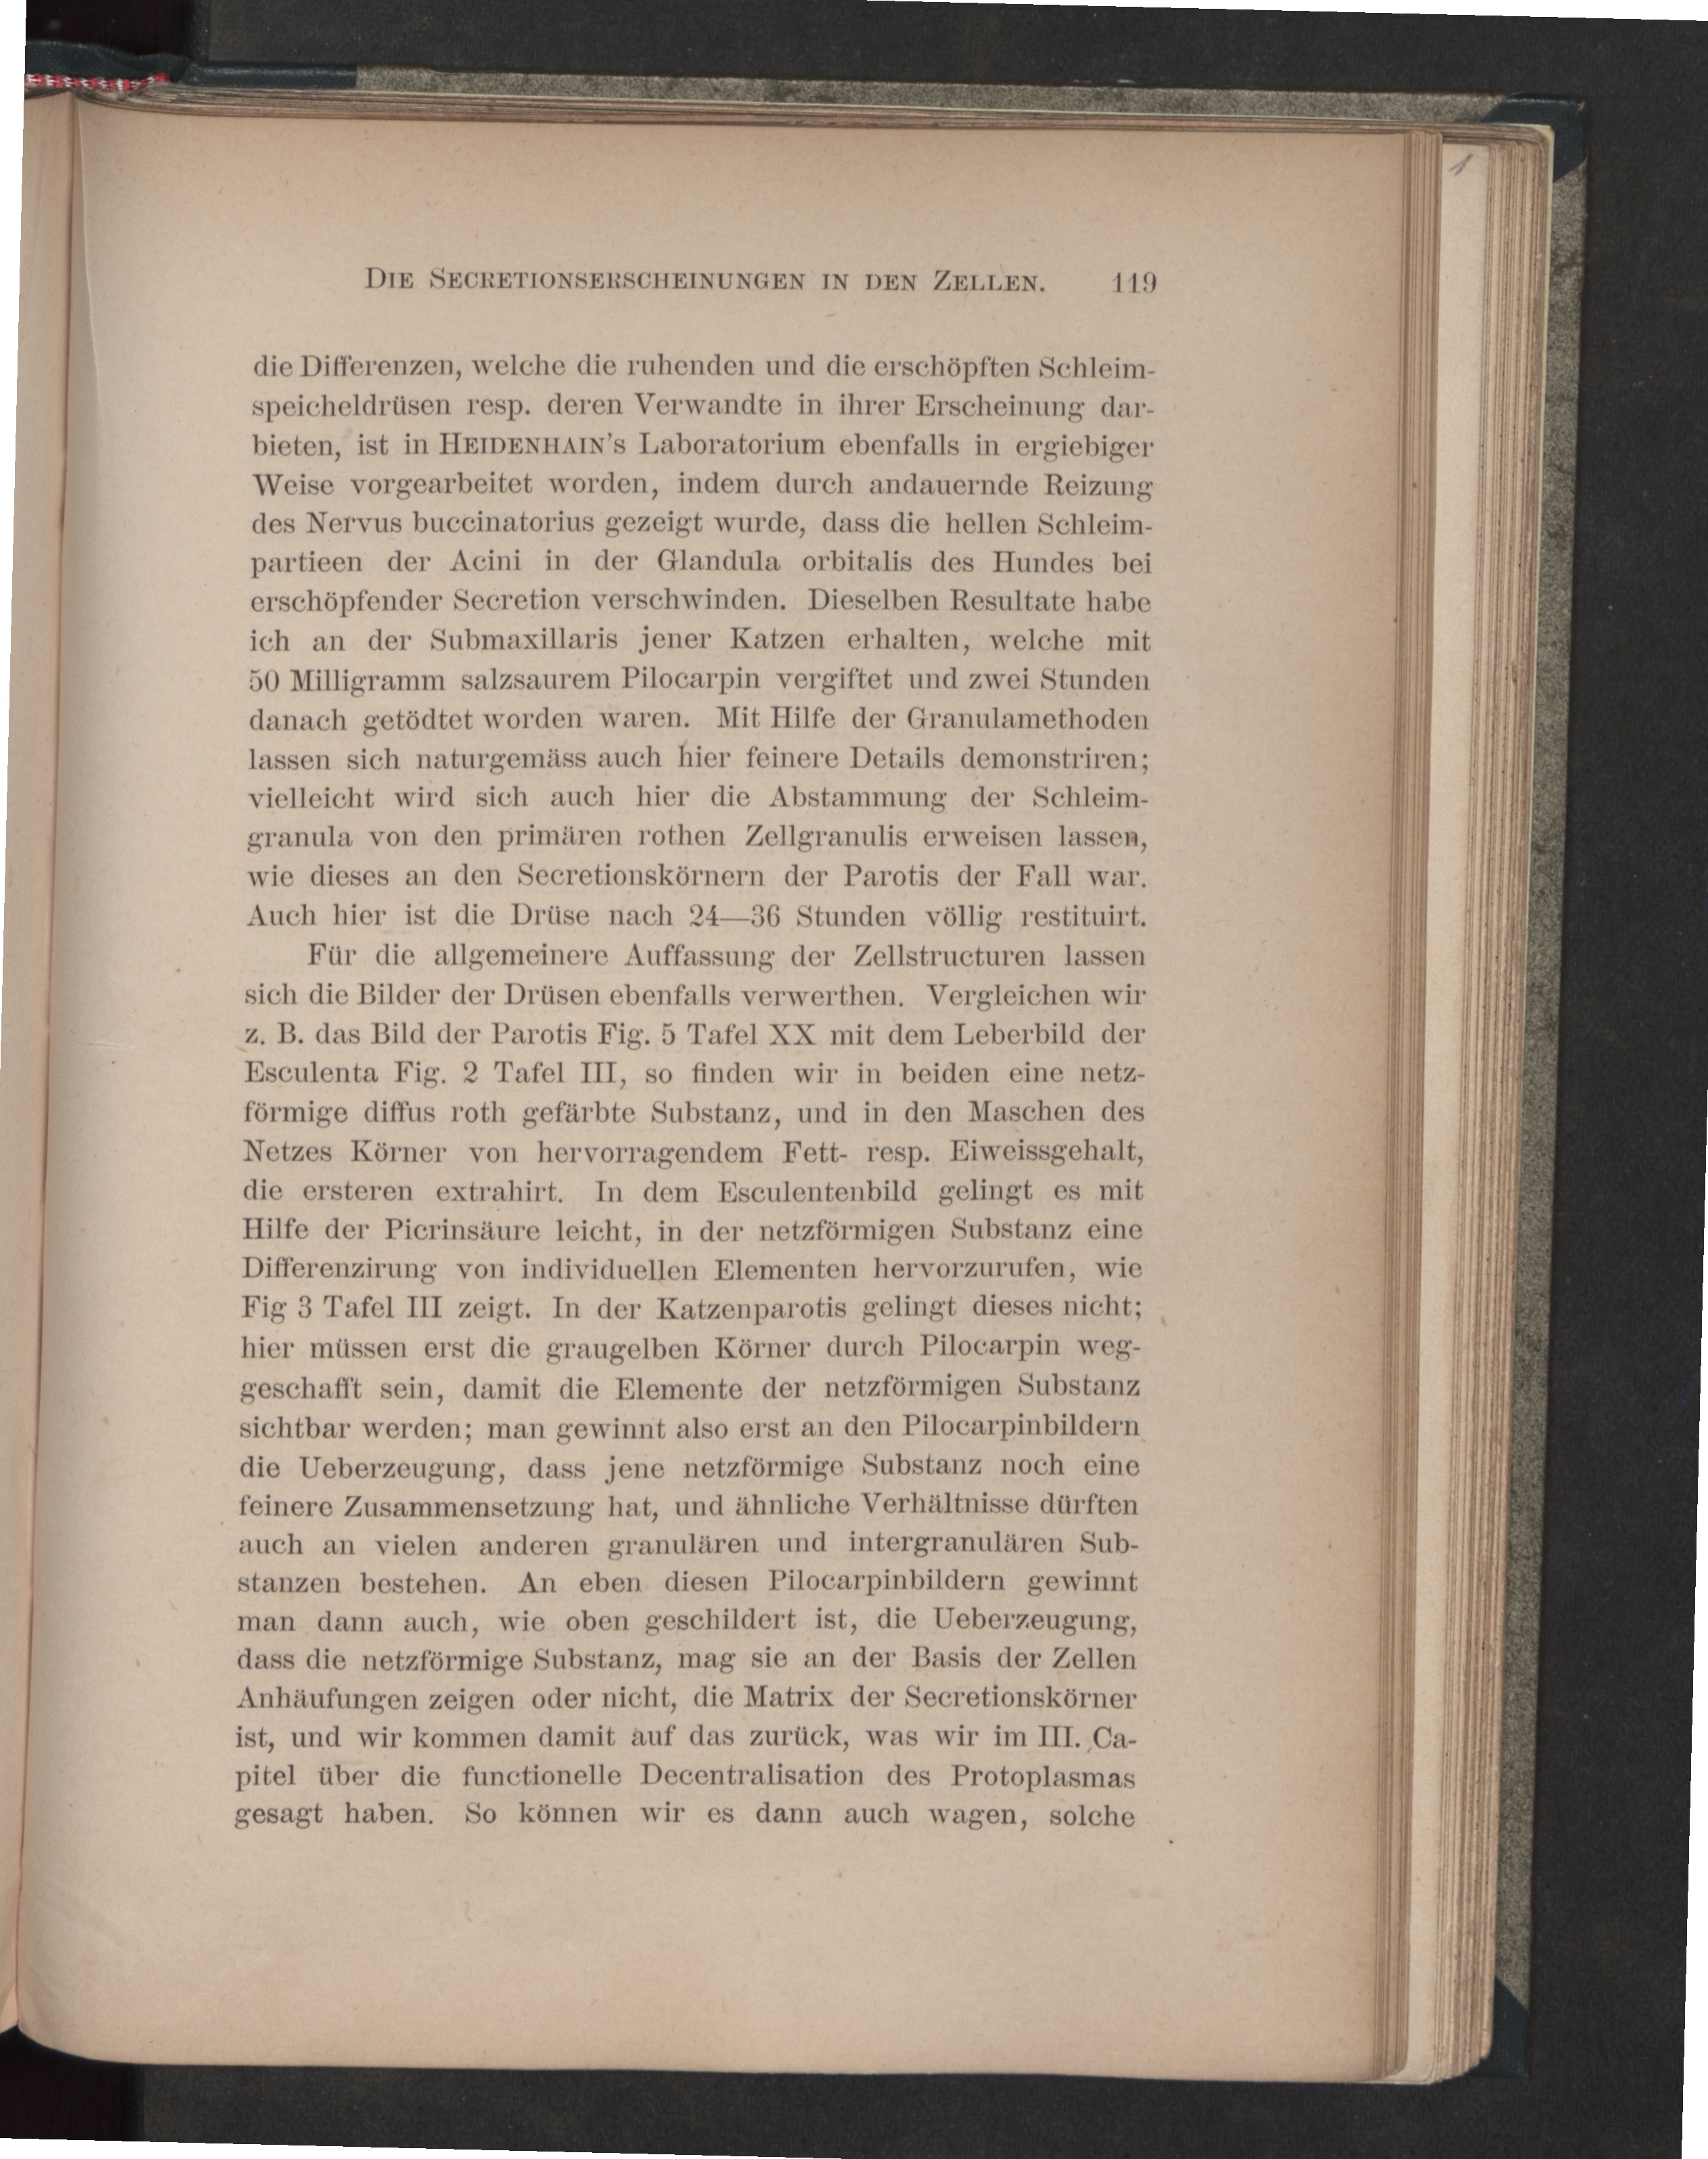 DIE SECRETIONSERSCHEINUNGEN IN DEN ZELLEN. 119
die Differenzen, welche die ruhenden und die erschöpften Schleim-
speicheldrüsen resp. deren Verwandte in ihrer Erscheinung dar-
bieten, ist in HEIDENHAIN's Laboratorium ebenfalls in ergiebiger
Weise vorgearbeitet worden, indem durch andauernde Reizung
des Nervus buccinatorius gezeigt wurde, dass die hellen Schleim-
partieen der Acini in der Glandula orbitalis des Hundes bei
erschöpfender Secretion verschwinden. Dieselben Resultate habe
ich an der Submaxillaris jener Katzen erhalten, welche mit
50 Milligramm salzsaurem Pilocarpin vergiftet und zwei Stunden
danach getödtet worden waren. Mit Hilfe der Granulamethoden
lassen sich naturgemäss auch hier feinere Details demonstriren;
vielleicht wird sich auch hier die Abstammung der Schleim-
granula von den primären rothen Zellgranulis erweisen lassen,
wie dieses an den Secretionskörnern der Parotis der Fall war.
Auch hier ist die Drüse nach 24—36 Stunden völlig restituirt.
Für die allgemeinere Auffassung der Zellstructuren lassen
sich die Bilder der Drüsen ebenfalls verwerthen. Vergleichen wir
z. B. das Bild der Parotis Fig. 5 Tafel XX mit dem Leberbild der
Esculenta Fig. 2 Tafel III, so finden wir in beiden eine netz-
förmige diffus roth gefärbte Substanz, und in den Maschen des
Netzes Körner von hervorragendem Fett- resp. Eiweissgehalt,
die ersteren extrahirt. In dem Esculentenbild gelingt es mit
Hilfe der Picrinsäure leicht, in der netzförmigen Substanz eine
Differenzirung von individuellen Elementen hervorzurufen, wie
Fig 3 Tafel III zeigt. In der Katzenparotis gelingt dieses nicht;
hier müssen erst die graugelben Körner durch Pilocarpin weg-
geschafft sein, damit die Elemente der netzförmigen Substanz
sichtbar werden; man gewinnt also erst an den Pilocarpinbildern
die Ueberzeugung, dass jene netzförmige Substanz noch eine
feinere Zusammensetzung hat, und ähnliche Verhältnisse dürften
auch an vielen anderen granulären und intergranulären Sub-
stanzen bestehen. An eben diesen Pilocarpinbildern gewinnt
man dann auch, wie oben geschildert ist, die Ueberzeugung,
dass die netzförmige Substanz, mag sie an der Basis der Zellen
Anhäufungen zeigen oder nicht, die Matrix der Secretionskörner
ist, und wir kommen damit auf das zurück, was wir im III. Ca-
pitel über die functionelle Decentralisation des Protoplasmas
gesagt haben. So können wir es dann auch wagen, solche